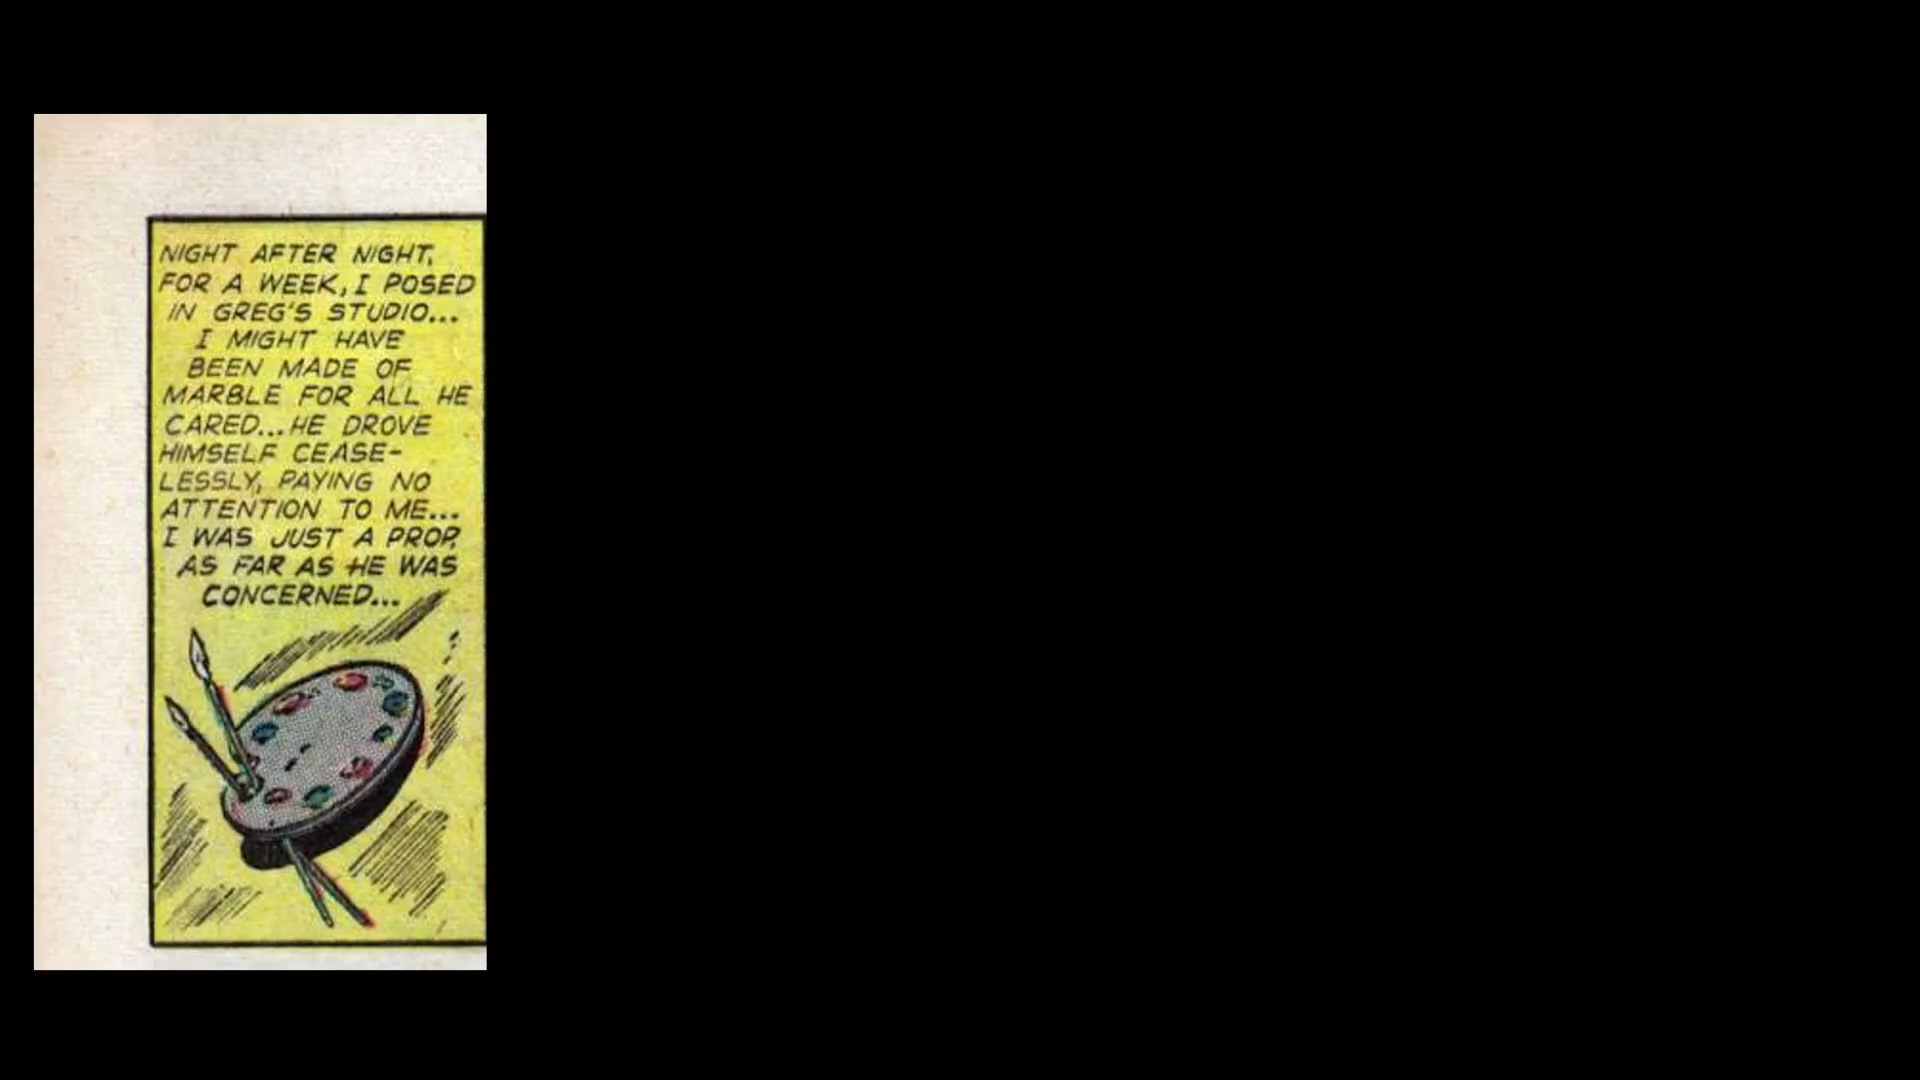 NIGHT AFTER NIGHT,
FOR A WEEK, I POSED
IN GREG'S STUDIO...
I MIGHT HAVE
BEEN MADE OF
MARBLE FOR ALL HE
CARED... HE DROVE
HIMSELF CEASE-
LESSLY, PAYING NO
ATTENTION TO ME...
I WAS JUST A PROP,
AS FAR AS HE WAS
CONCERNED...